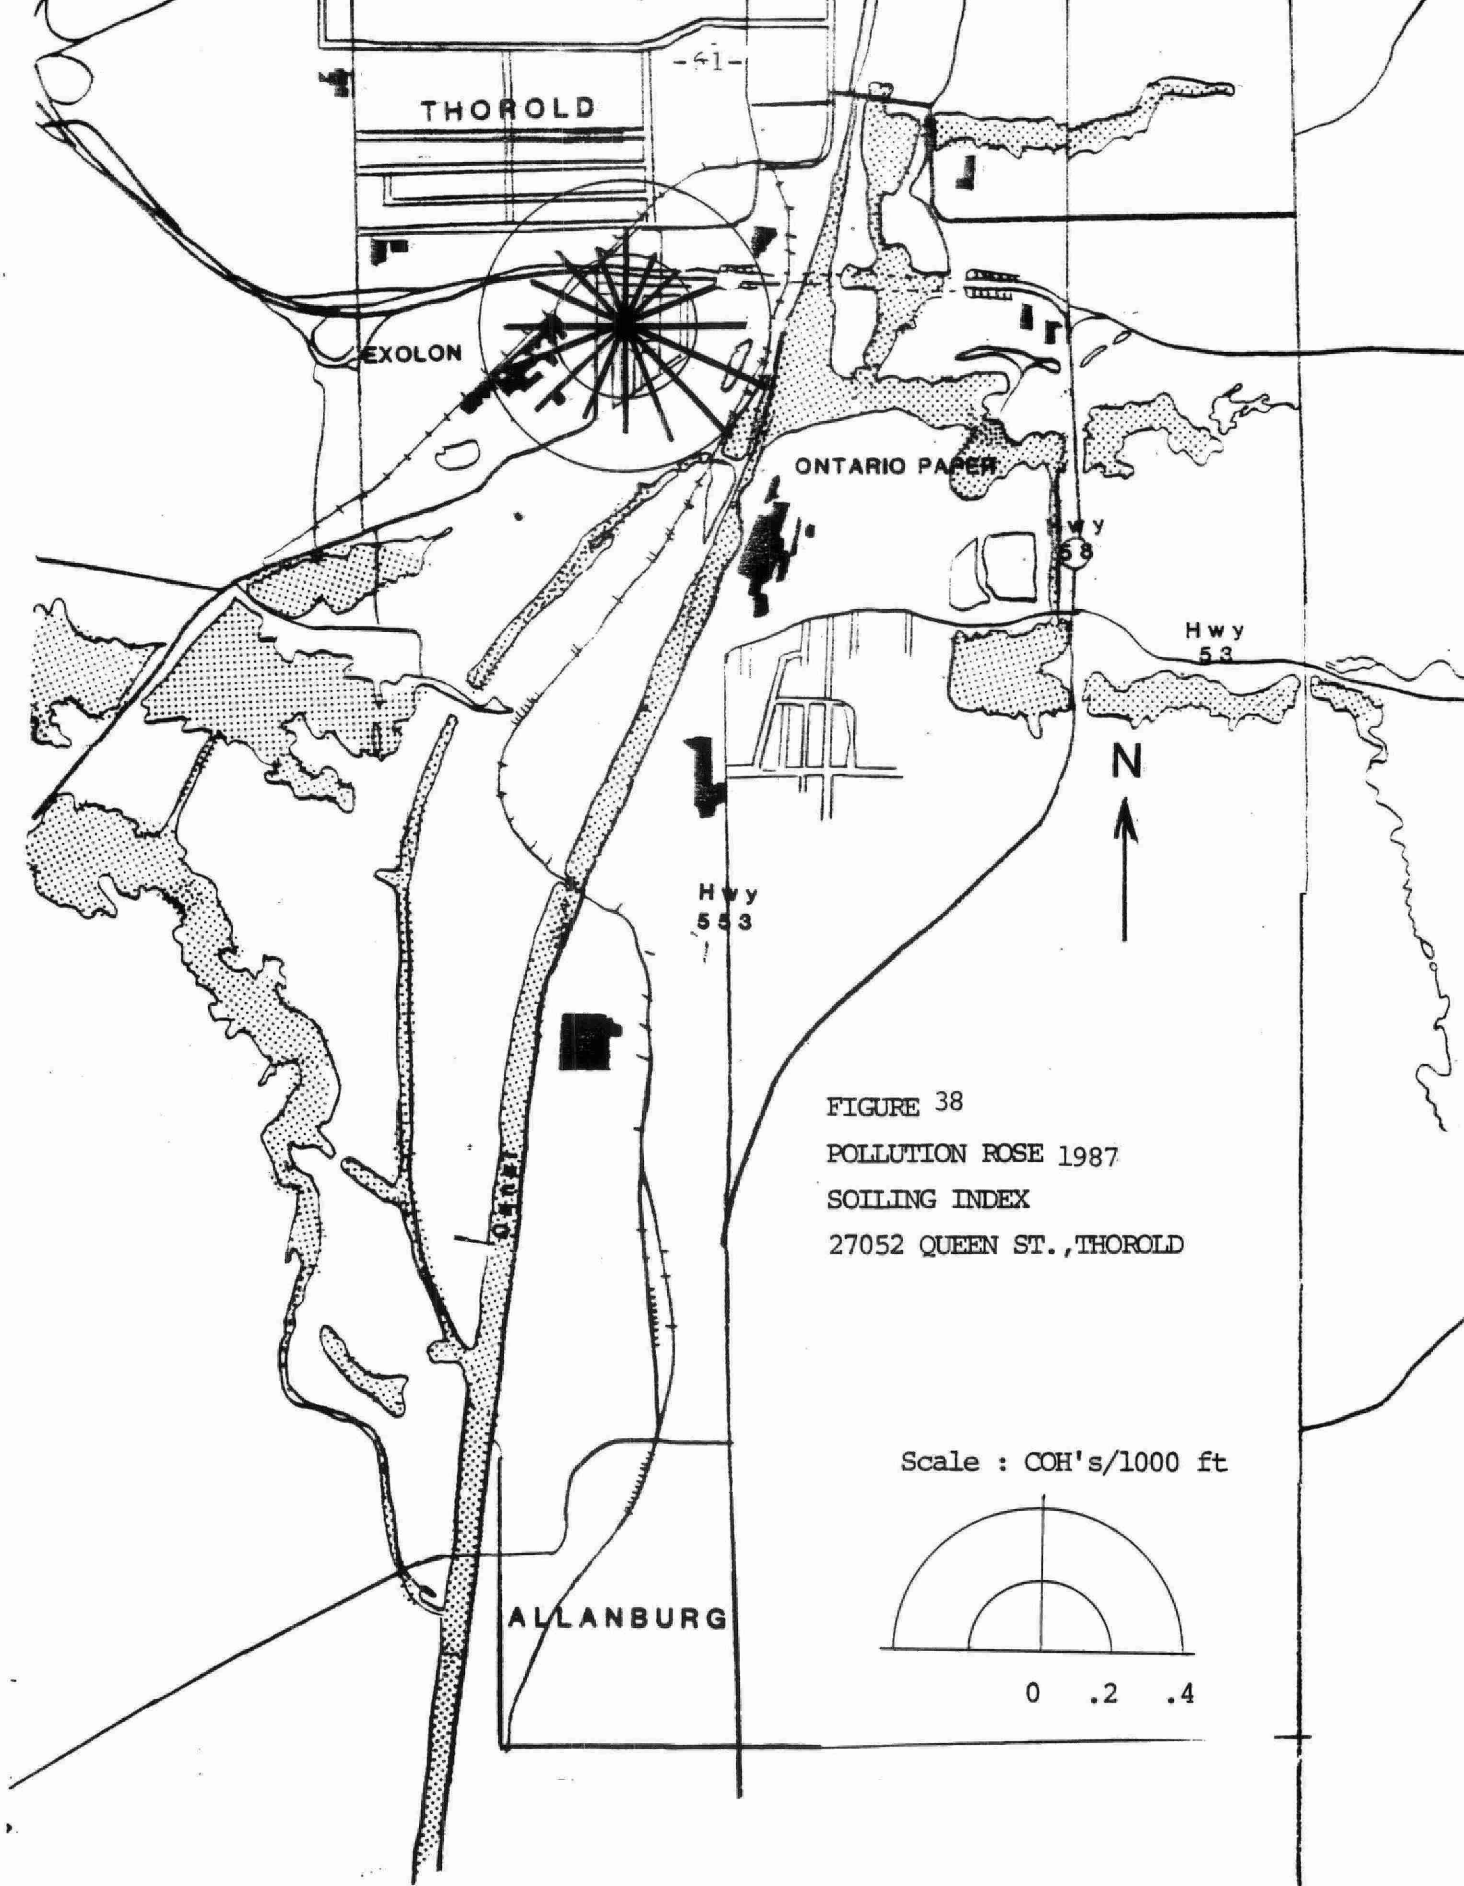 THOROLD
EXOLON
ONTARIO PAPER
Hwy
58
Hwy
53
N
Hwy
553
Canal
FIGURE 38
POLLUTION ROSE 1987
SOILING INDEX
27052 QUEEN ST.,THOROLD
Scale : COH's/1000 ft
0 .2 .4
ALLANBURG